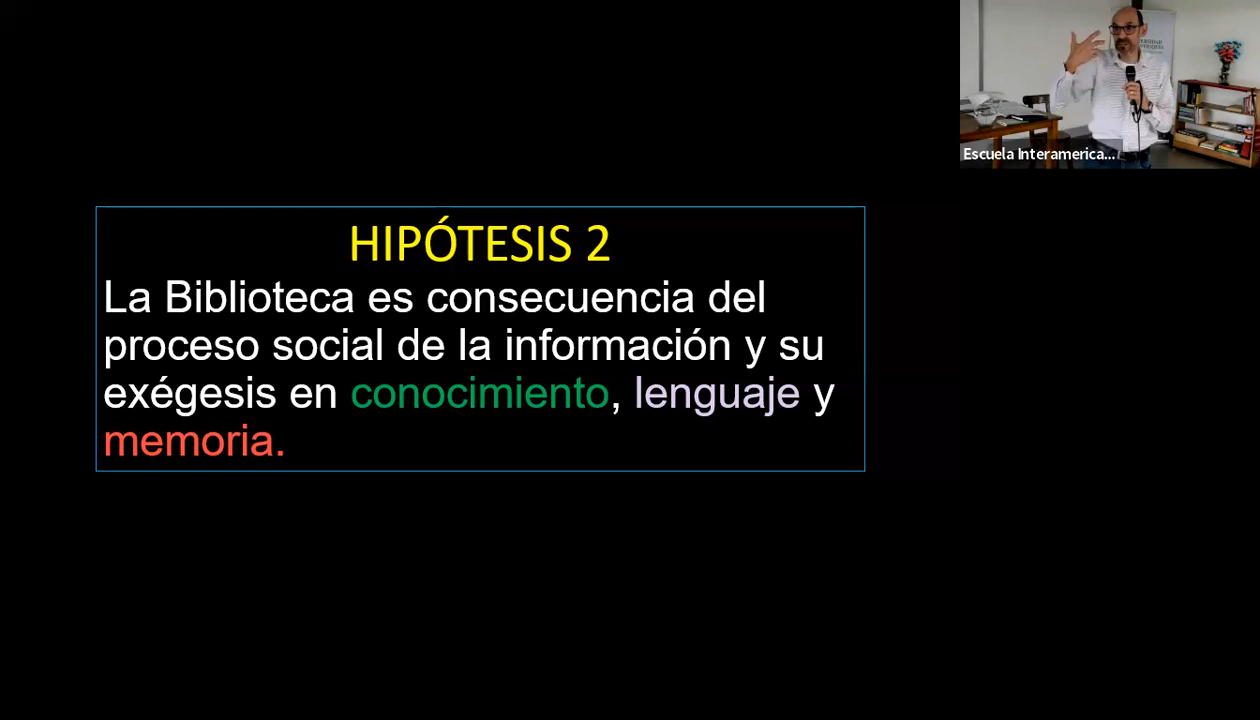 Escuela Interamerica...
HIPÓTESIS 2
La Biblioteca es consecuencia del
proceso social de la información y su
exégesis en conocimiento, lenguaje y
memoria.